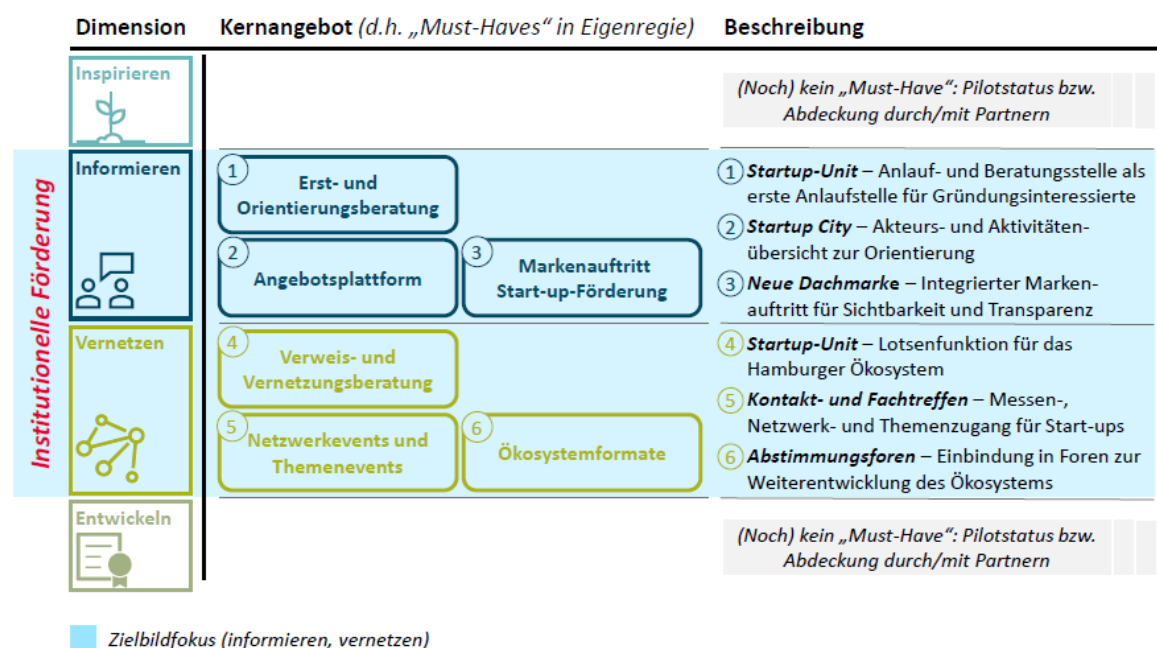 Dimension
Kernangebot (d.h. „Must-Haves“ in Eigenregie)
Beschreibung
Inspirieren
(Noch) kein „Must-Have“: Pilotstatus bzw.
Abdeckung durch/mit Partnern
Institutionelle Förderung
Informieren
1
Erst- und
Orientierungsberatung
2
Angebotsplattform
3
Markenauftritt
Start-up-Förderung
1 Startup-Unit – Anlauf- und Beratungsstelle als
erste Anlaufstelle für Gründungsinteressierte
2 Startup City – Akteurs- und Aktivitäten-
übersicht zur Orientierung
3 Neue Dachmarke – Integrierter Marken-
auftritt für Sichtbarkeit und Transparenz
Vernetzen
4
Verweis- und
Vernetzungsberatung
5
Netzwerkevents und
Themenevents
6
Ökosystemformate
4 Startup-Unit – Lotsenfunktion für das
Hamburger Ökosystem
5 Kontakt- und Fachtreffen – Messen-,
Netzwerk- und Themenzugang für Start-ups
6 Abstimmungsforen – Einbindung in Foren zur
Weiterentwicklung des Ökosystems
Entwickeln
(Noch) kein „Must-Have“: Pilotstatus bzw.
Abdeckung durch/mit Partnern
Zielbildfokus (informieren, vernetzen)